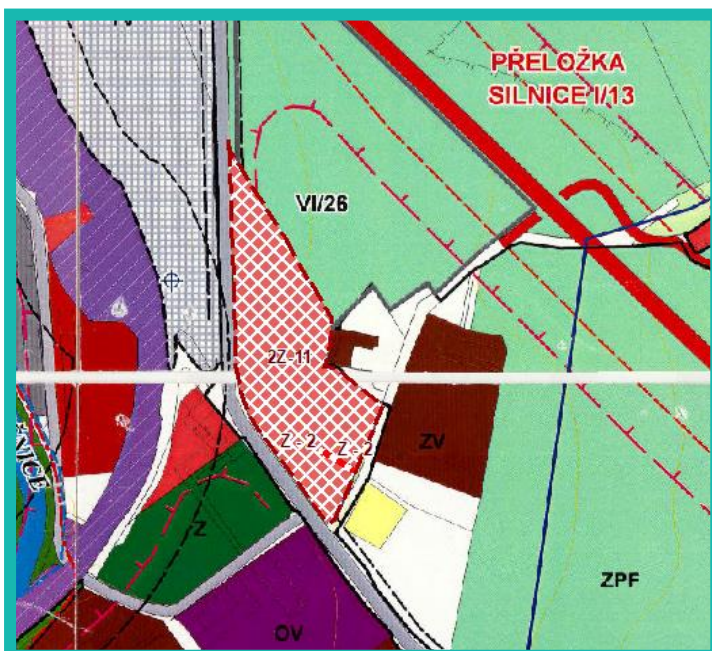 PŘELOŽKA
SILNICE I/13
VI/26
2Z-11
Z - 2
Z - 2
ZV
NICE
Z
ZPF
OV